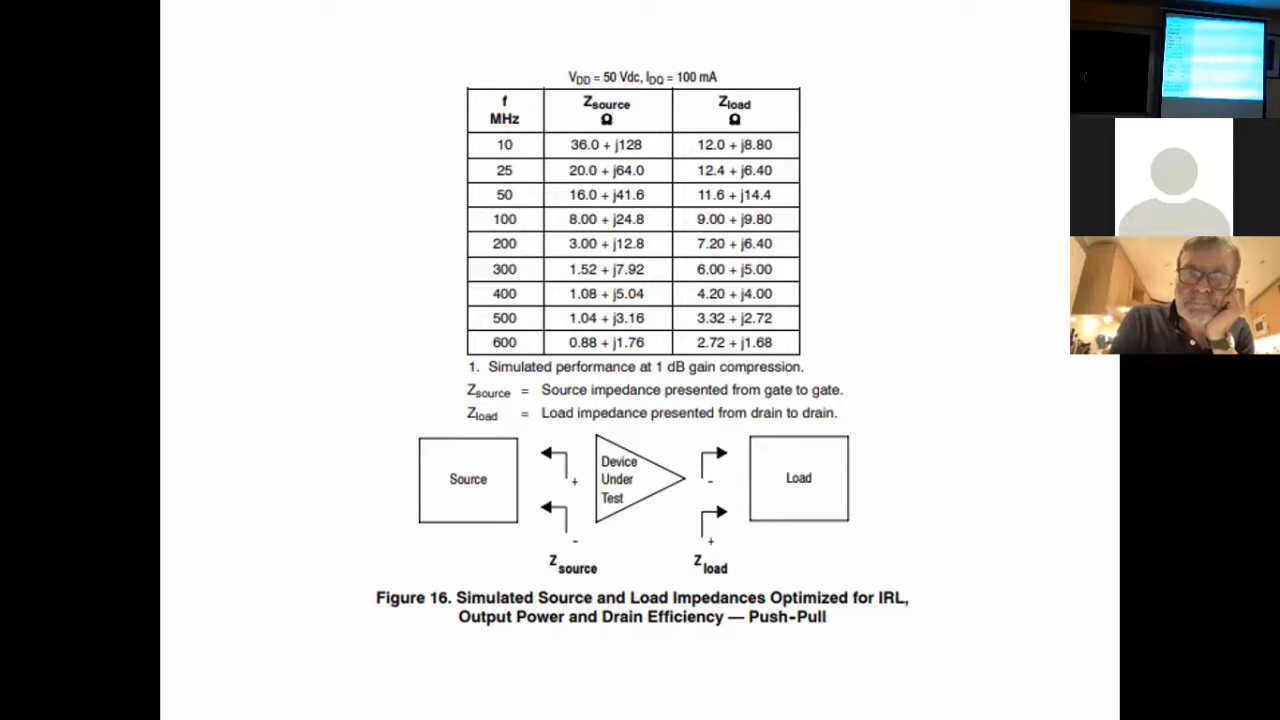 VDD = 50 Vdc, IDQ = 100 mA
f MHz Zsource Ω Zload Ω
10 36.0 + j128 12.0 + j8.80
25 20.0 + j64.0 12.4 + j6.40
50 16.0 + j41.6 11.6 + j14.4
100 8.00 + j24.8 9.00 + j9.80
200 3.00 + j12.8 7.20 + j6.40
300 1.52 + j7.92 6.00 + j5.00
400 1.08 + j5.04 4.20 + j4.00
500 1.04 + j3.16 3.32 + j2.72
600 0.88 + j1.76 2.72 + j1.68
1. Simulated performance at 1 dB gain compression.
Zsource = Source impedance presented from gate to gate.
Zload = Load impedance presented from drain to drain.
Source
+
-
Device
Under
Test
-
+
Load
Z source
Z load
Figure 16. Simulated Source and Load Impedances Optimized for IRL,
Output Power and Drain Efficiency — Push-Pull